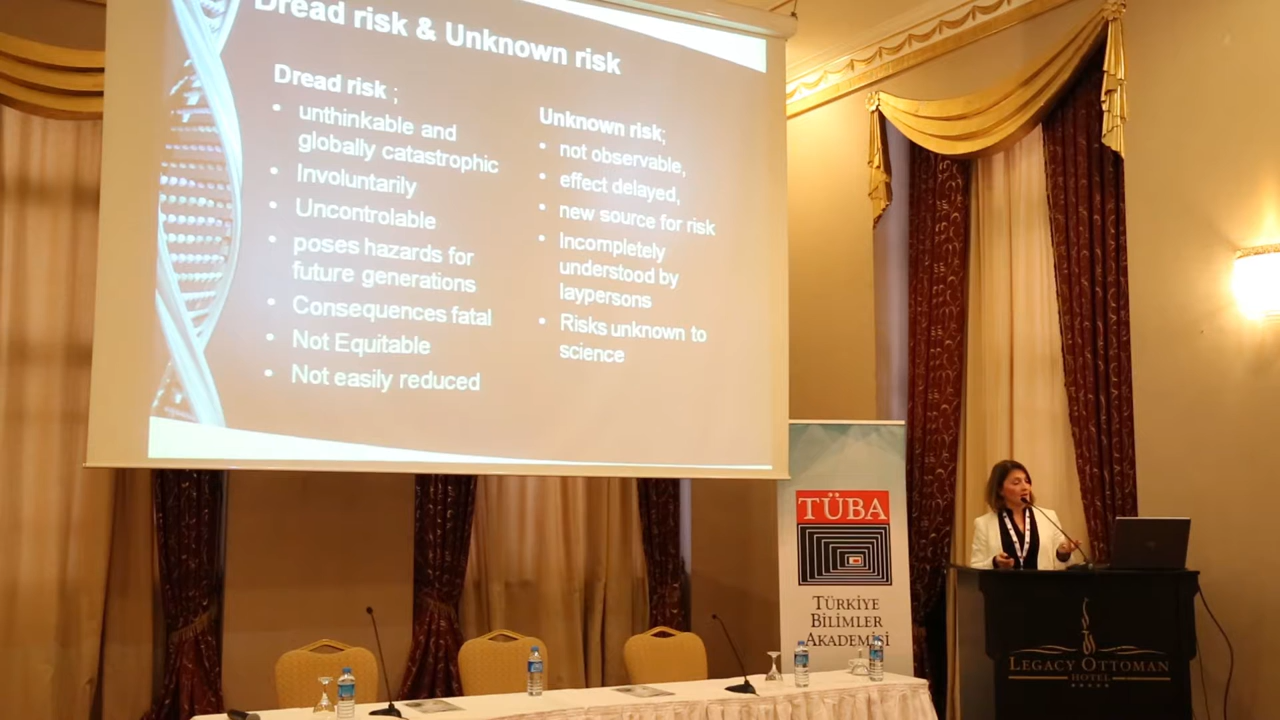 Dread risk & Unknown risk
Dread risk ;
• unthinkable and
globally catastrophic
• Involuntarily
• Uncontrolable
• poses hazards for
future generations
• Consequences fatal
• Not Equitable
• Not easily reduced
Unknown risk;
• not observable,
• effect delayed,
• new source for risk
• Incompletely
understood by
laypersons
• Risks unknown to
science
TÜBA
TÜRKİYE
BİLİMLER
AKADEMİSİ
LEGACY OTTOMAN
HOTEL